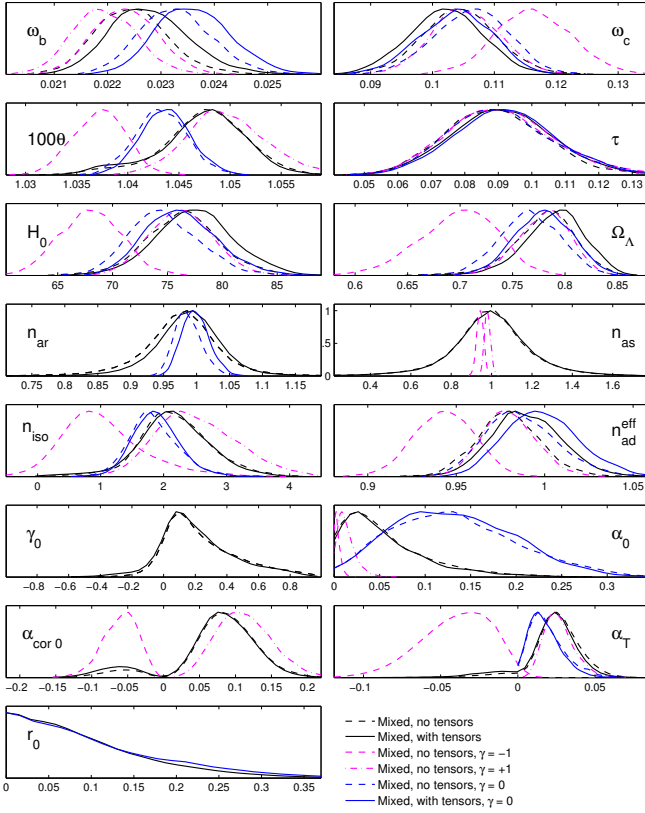 ω_b ω_c
0.021 0.022 0.023 0.024 0.025 0.09 0.1 0.11 0.12 0.13
100θ τ
1.03 1.035 1.04 1.045 1.05 1.055 0.05 0.06 0.07 0.08 0.09 0.1 0.11 0.12 0.13
H_0 Ω_Λ
65 70 75 80 85 0.6 0.65 0.7 0.75 0.8 0.85
1
n_ar n_as
0
0.75 0.8 0.85 0.9 0.95 1 1.05 1.1 1.15 0.4 0.6 0.8 1 1.2 1.4 1.6
n_iso n_ad^eff
0 1 2 3 4 0.9 0.95 1 1.05
γ_0 α_0
−0.8 −0.6 −0.4 −0.2 0 0.2 0.4 0.6 0.8 0 0.05 0.1 0.15 0.2 0.25 0.3
α_cor 0 α_T
−0.2 −0.15 −0.1 −0.05 0 0.05 0.1 0.15 0.2 −0.1 −0.05 0 0.05
r_0
0 0.05 0.1 0.15 0.2 0.25 0.3 0.35
Mixed, no tensors
Mixed, with tensors
Mixed, no tensors, γ = −1
Mixed, no tensors, γ = +1
Mixed, no tensors, γ = 0
Mixed, with tensors, γ = 0